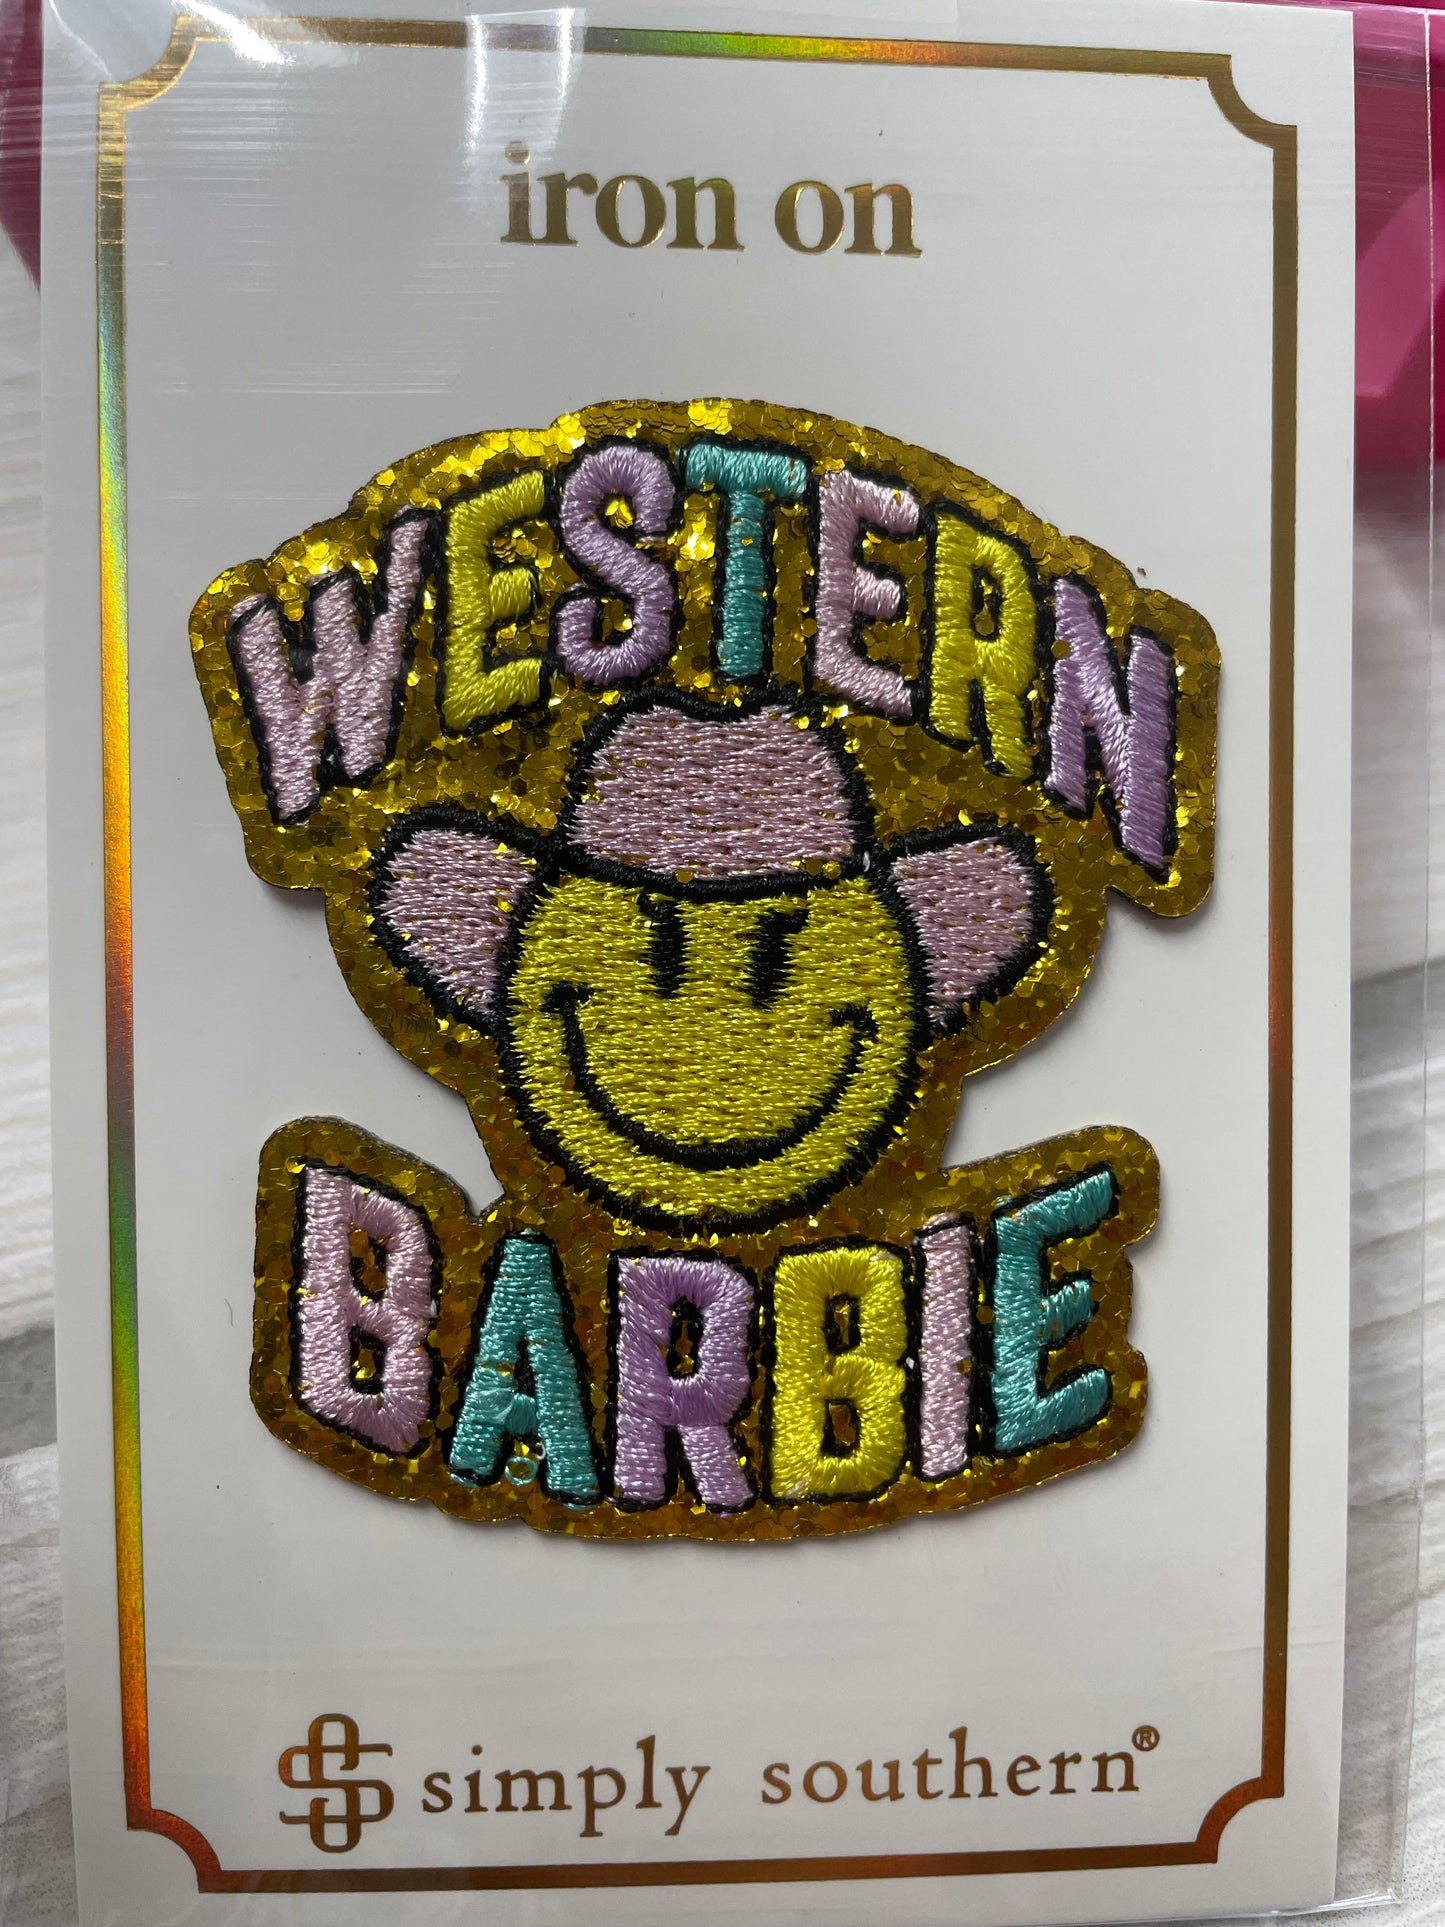 iron on
WESTERN
BARBIE
simply southern®